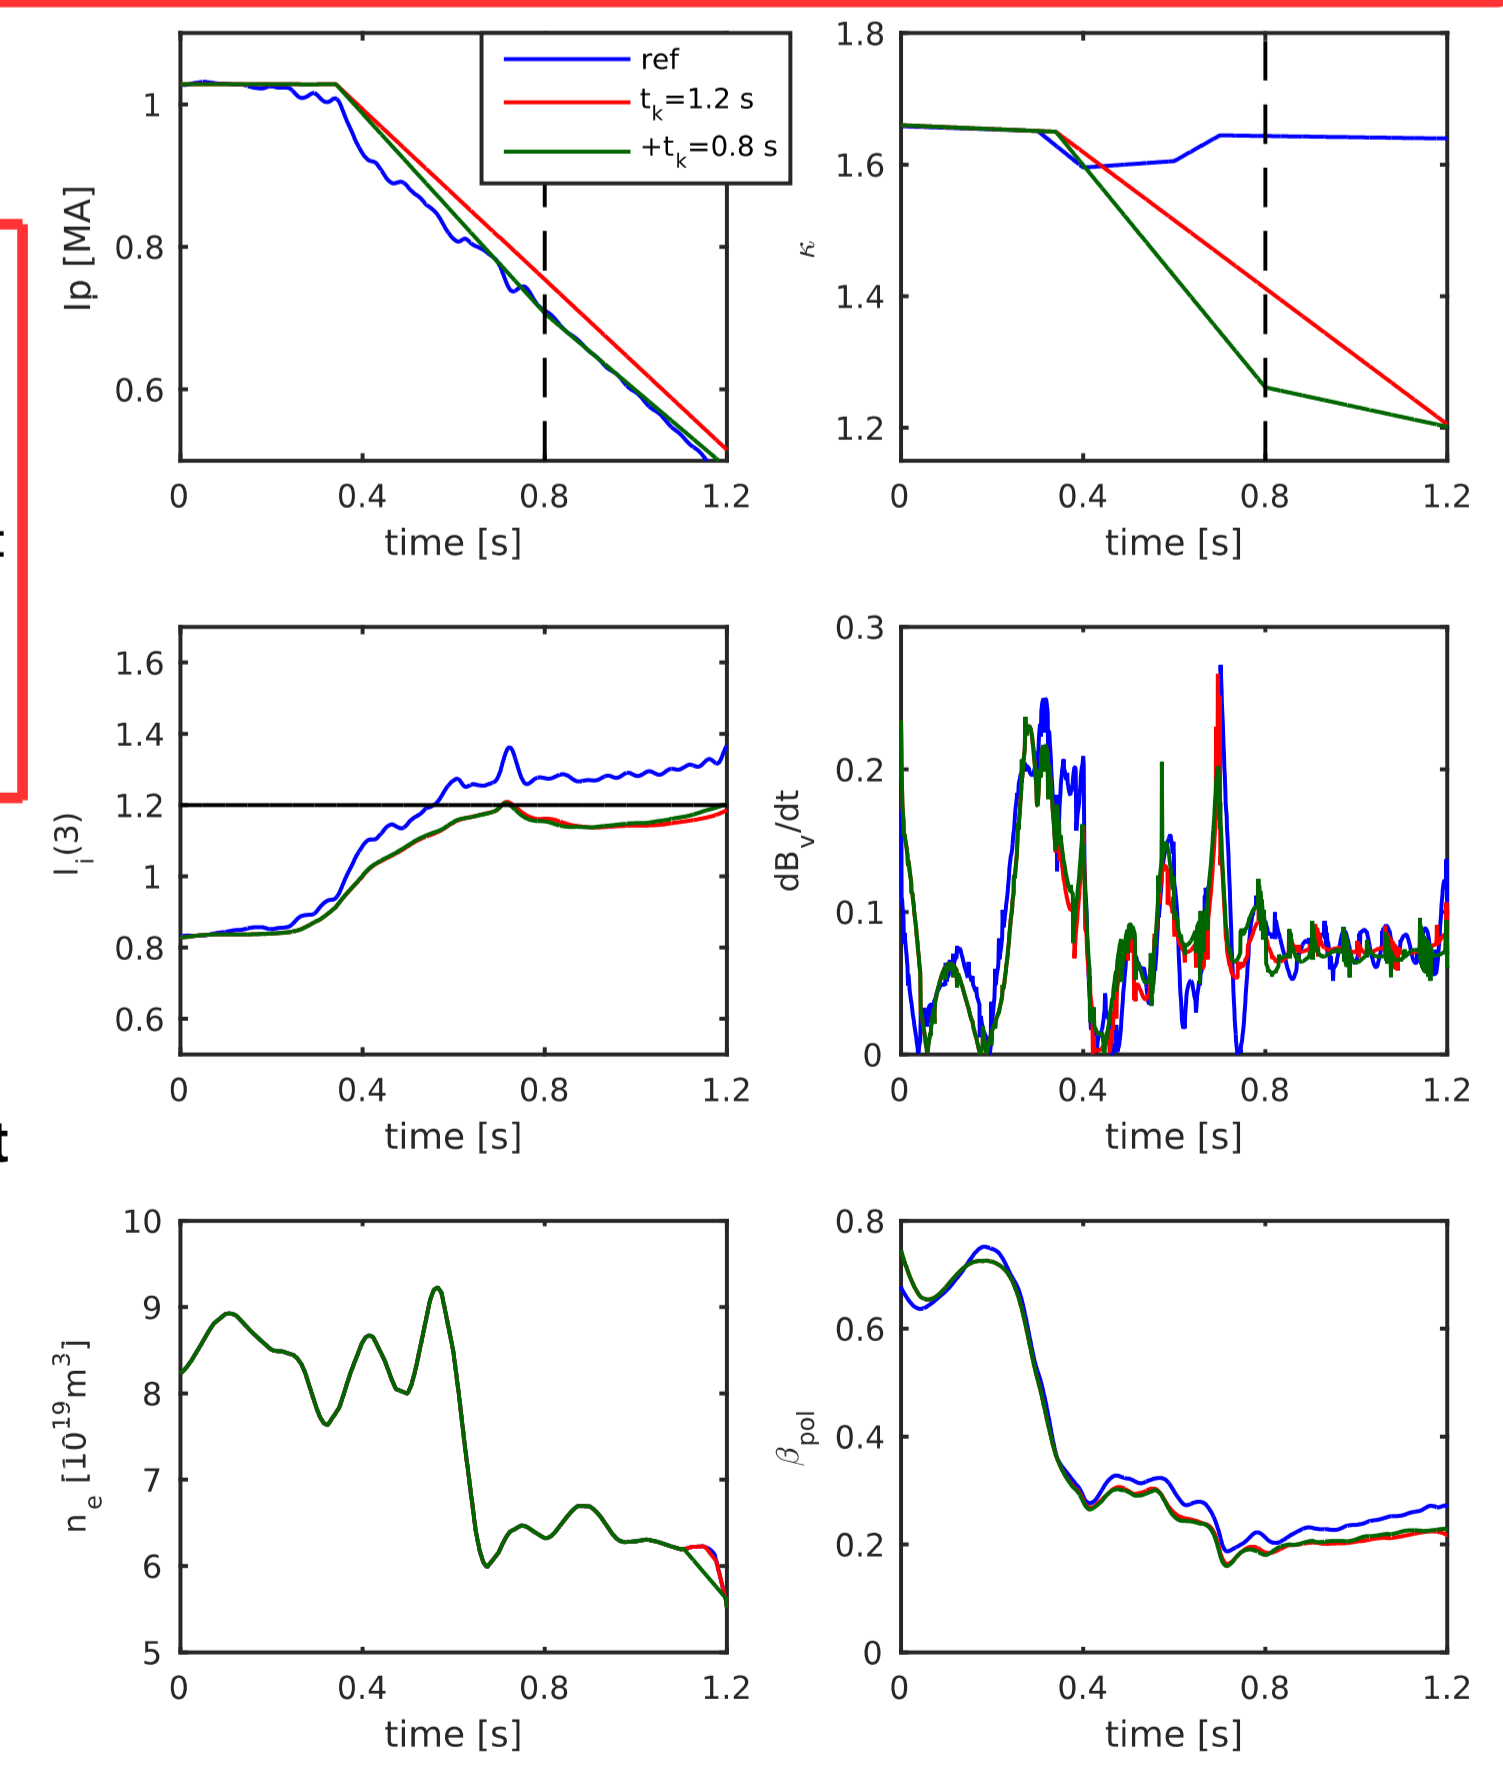 ref
t_k=1.2 s
+t_k=0.8 s
1
0.8
0.6
Ip [MA]
0 0.4 0.8 1.2
time [s]
1.8
1.6
1.4
1.2
κ
0 0.4 0.8 1.2
time [s]
1.6
1.4
1.2
1
0.8
0.6
l_i(3)
0 0.4 0.8 1.2
time [s]
0.3
0.2
0.1
0
dB_v/dt
0 0.4 0.8 1.2
time [s]
t
10
9
8
7
6
5
n_e [10^19m^3j
0 0.4 0.8 1.2
time [s]
0.8
0.6
0.4
0.2
0
β_pol
0 0.4 0.8 1.2
time [s]